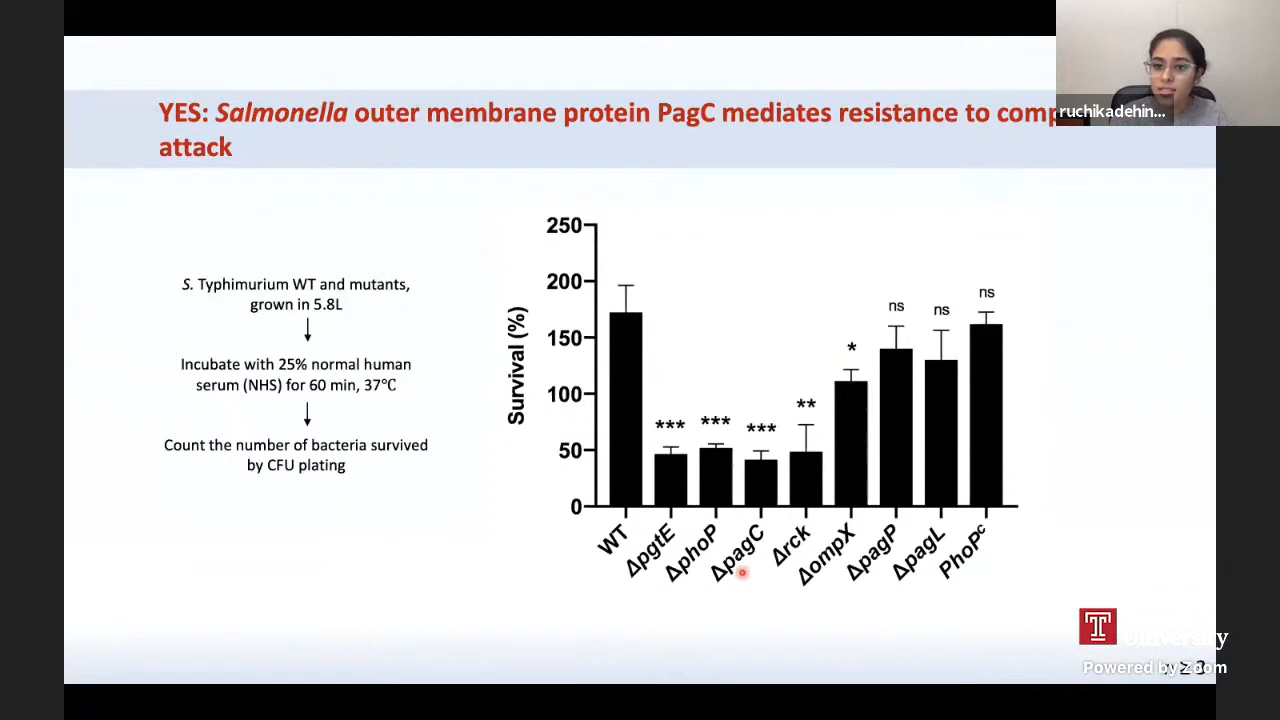 ruchikadehin...
YES: Salmonella outer membrane protein PagC mediates resistance to comp
attack
S. Typhimurium WT and mutants,
grown in 5.8L
Incubate with 25% normal human
serum (NHS) for 60 min, 37℃
Count the number of bacteria survived
by CFU plating
Survival (%)
250
200
150
100
50
0
***
***
***
**
*
ns
ns
ns
WT
ΔpgtE
ΔphoP
ΔpagC
Δrck
ΔompX
ΔpagP
ΔpagL
PhoPᶜ
T
University
Powered by Zoom